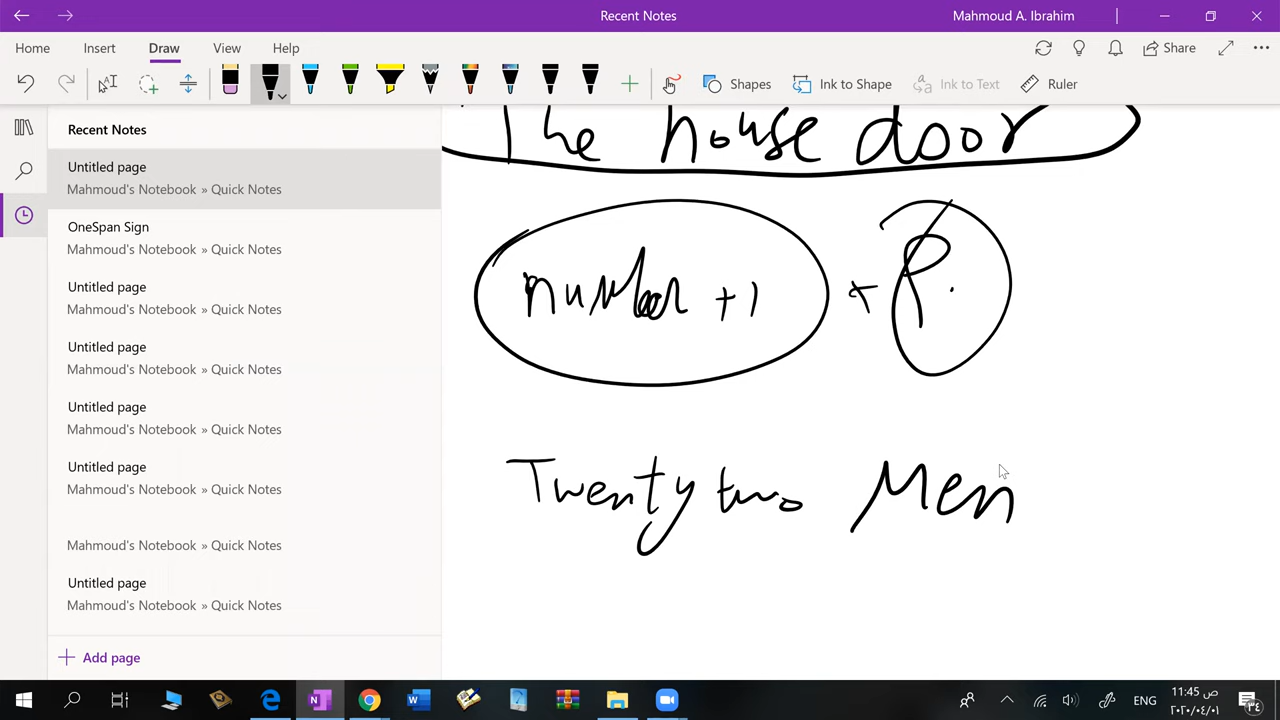 Recent Notes
Mahmoud A. Ibrahim
Home Insert Draw View Help
Share
Shapes Ink to Shape Ink to Text Ruler
Recent Notes
Untitled page
Mahmoud's Notebook » Quick Notes
OneSpan Sign
Mahmoud's Notebook » Quick Notes
Untitled page
Mahmoud's Notebook » Quick Notes
Untitled page
Mahmoud's Notebook » Quick Notes
Untitled page
Mahmoud's Notebook » Quick Notes
Untitled page
Mahmoud's Notebook » Quick Notes
Mahmoud's Notebook » Quick Notes
Untitled page
Mahmoud's Notebook » Quick Notes
Add page
The house door
number +1 + P.
Twenty two Men
ENG
11:45 ص
٢٠٢٠/٠٤/٠١